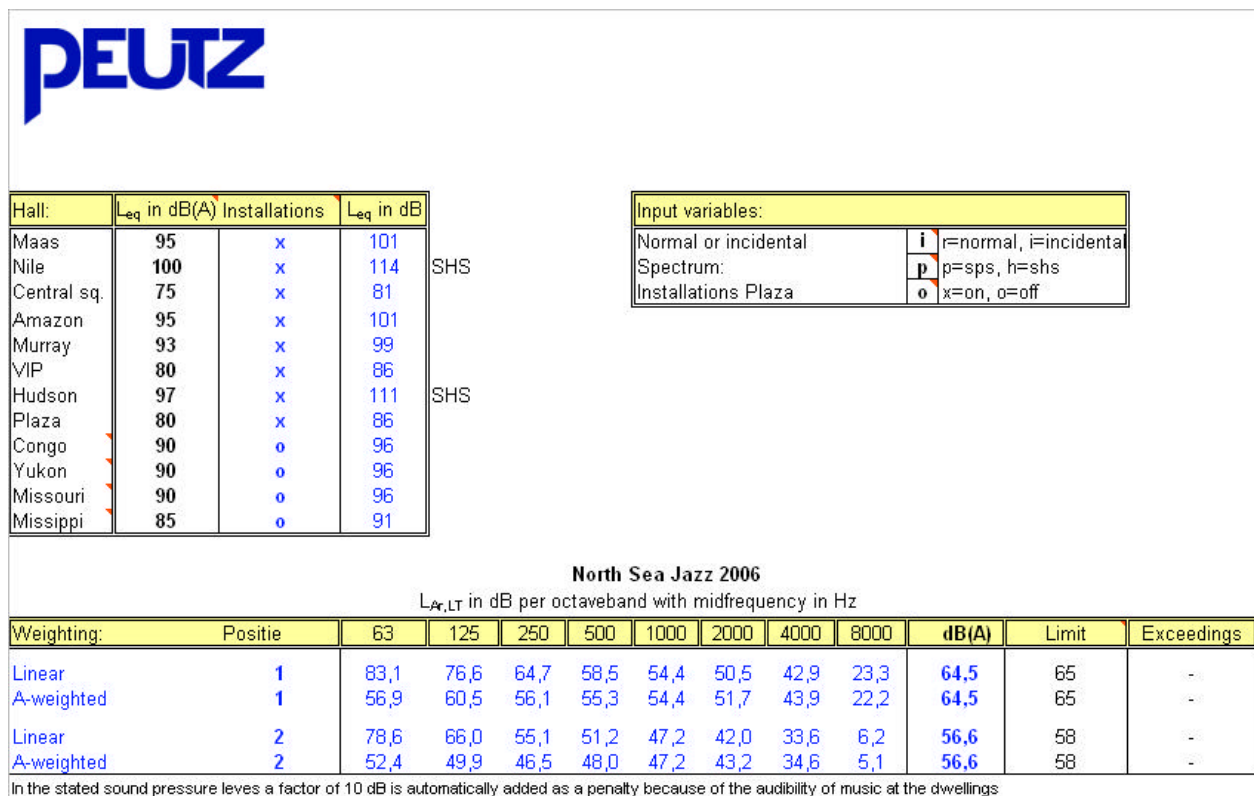 PEUTZ
Hall: Leq in dB(A) Installations Leq in dB
Maas 95 x 101
Nile 100 x 114 SHS
Central sq. 75 x 81
Amazon 95 x 101
Murray 93 x 99
VIP 80 x 86
Hudson 97 x 111 SHS
Plaza 80 x 86
Congo 90 o 96
Yukon 90 o 96
Missouri 90 o 96
Missippi 85 o 91
Input variables:
Normal or incidental i r=normal, i=incidental
Spectrum: p p=sps, h=shs
Installations Plaza o x=on, o=off
North Sea Jazz 2006
LAr,LT in dB per octaveband with midfrequency in Hz
Weighting: Positie 63 125 250 500 1000 2000 4000 8000 dB(A) Limit Exceedings
Linear 1 83,1 76,6 64,7 58,5 54,4 50,5 42,9 23,3 64,5 65 -
A-weighted 1 56,9 60,5 56,1 55,3 54,4 51,7 43,9 22,2 64,5 65 -
Linear 2 78,6 66,0 55,1 51,2 47,2 42,0 33,6 6,2 56,6 58 -
A-weighted 2 52,4 49,9 46,5 48,0 47,2 43,2 34,6 5,1 56,6 58 -
In the stated sound pressure leves a factor of 10 dB is automatically added as a penalty because of the audibility of music at the dwellings